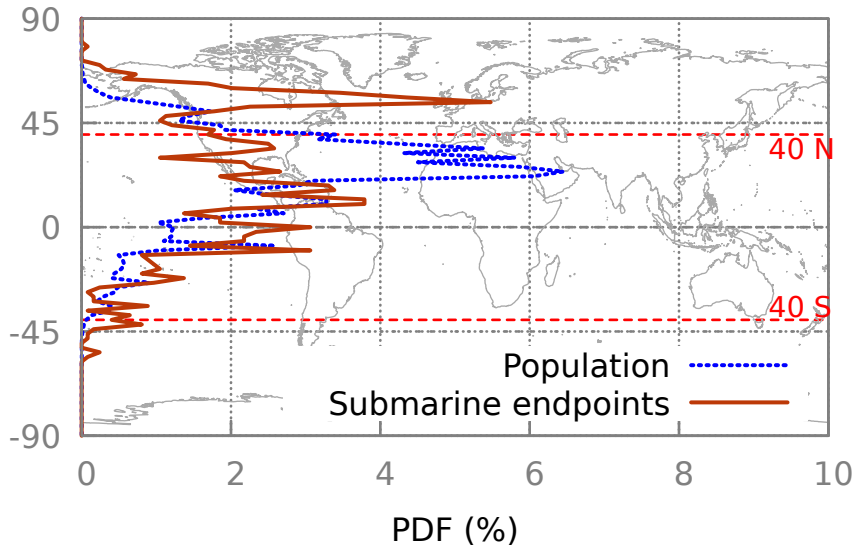 90
45
40 N
0
40 S
-45
Population
Submarine endpoints
-90
0 2 4 6 8 10
PDF (%)